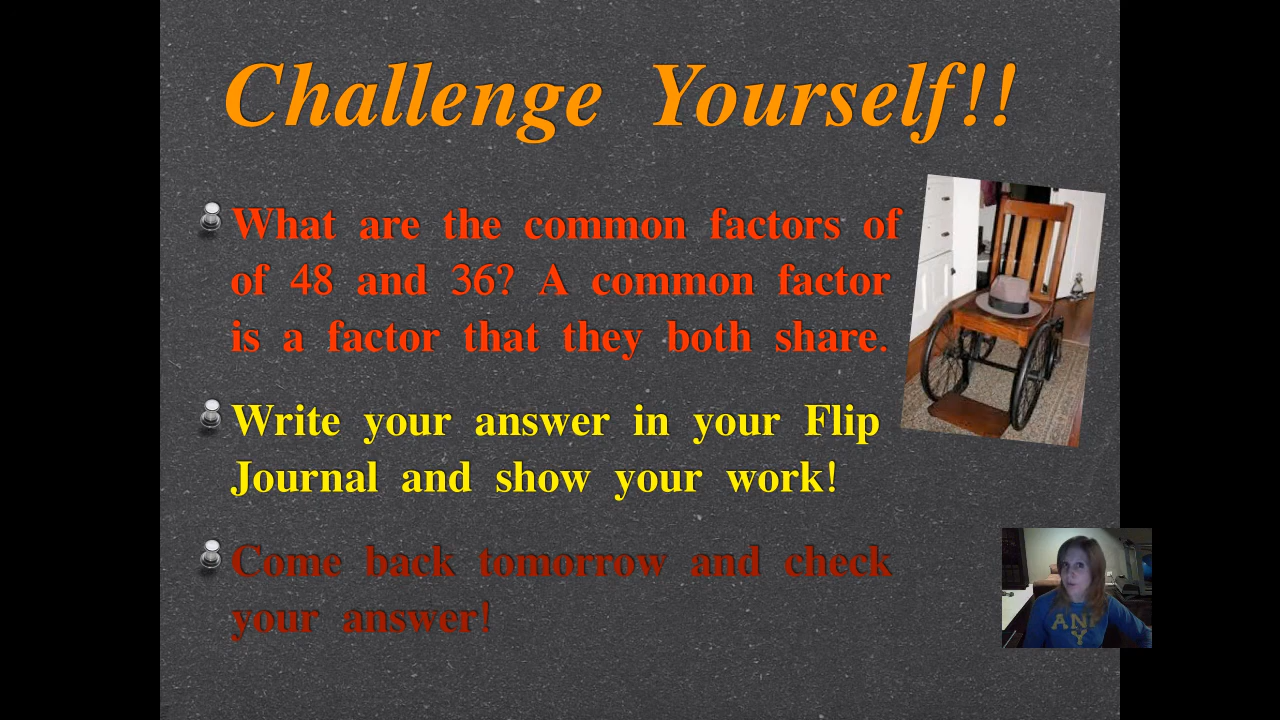 Challenge Yourself!!
What are the common factors of
of 48 and 36? A common factor
is a factor that they both share.
Write your answer in your Flip
Journal and show your work!
Come back tomorrow and check
your answer!